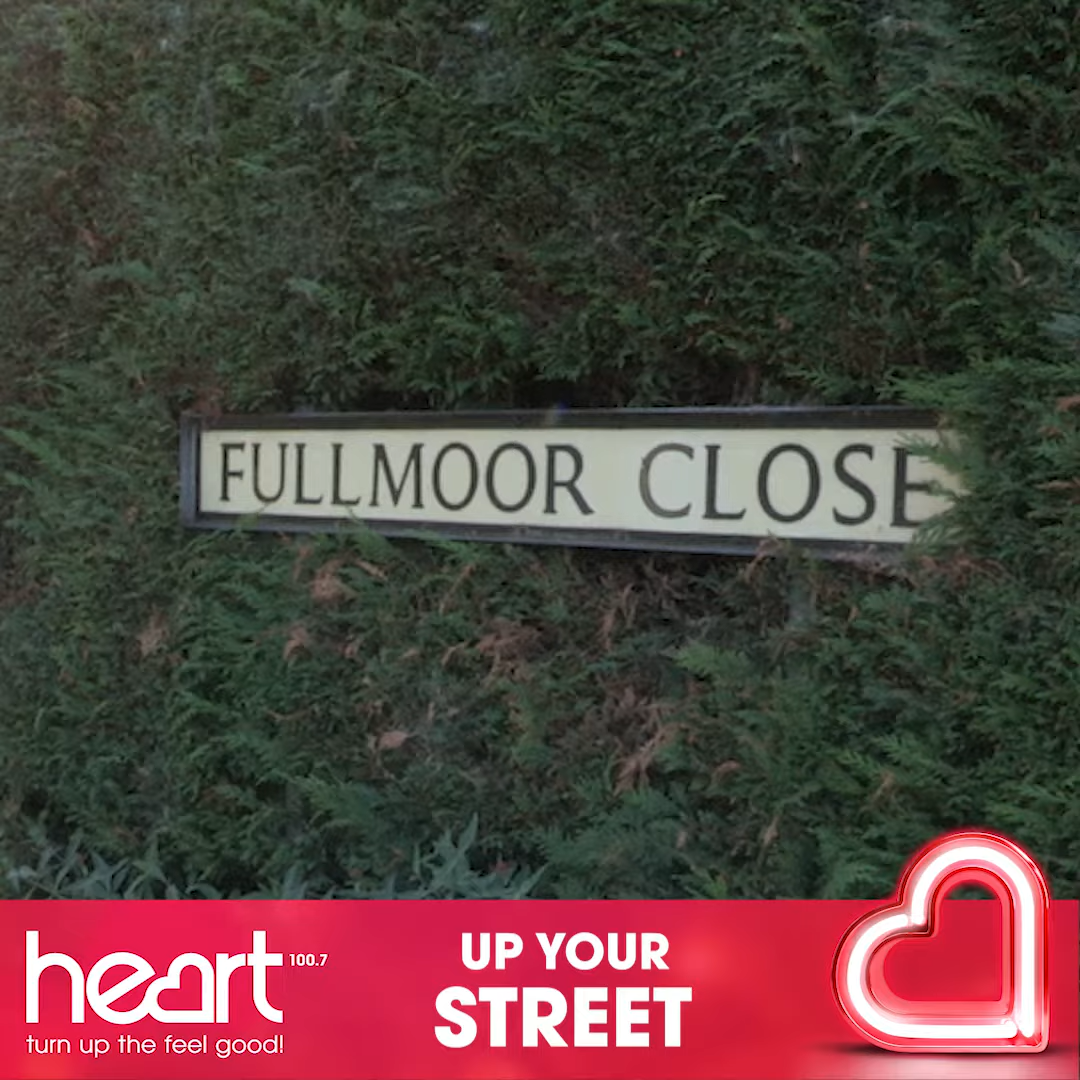 FULLMOOR CLOSE
heart 100.7
turn up the feel good!
UP YOUR
STREET